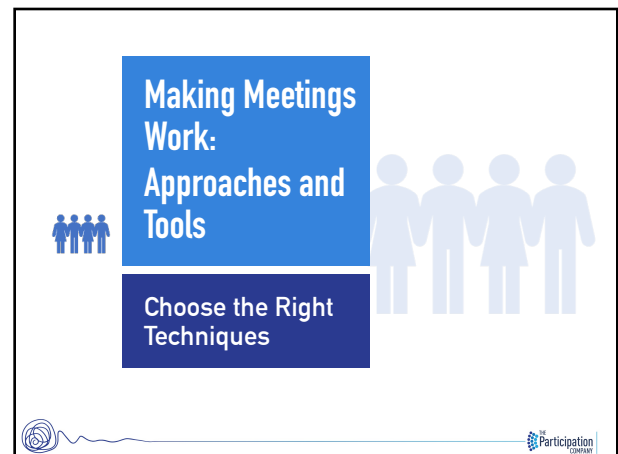 Making Meetings
Work:
Approaches and
Tools
Choose the Right
Techniques
THE
Participation
COMPANY